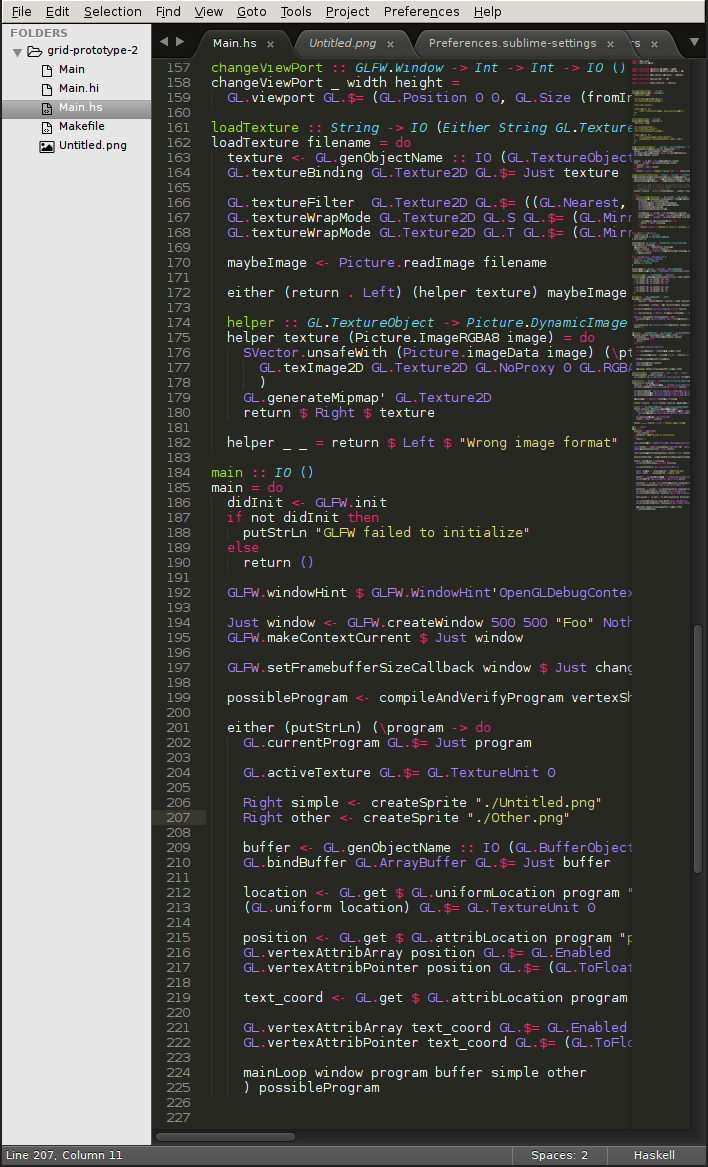 File Edit Selection Find View Goto Tools Project Preferences Help
FOLDERS
grid-prototype-2
Main
Main.hi
Main.hs
Makefile
Untitled.png
Main.hs × Untitled.png × Preferences.sublime-settings × rs ×
157 changeViewPort :: GLFW.Window -> Int -> Int -> IO ()
158 changeViewPort _ width height =
159 GL.viewport GL.$= (GL.Position 0 0, GL.Size (fromIn
160
161 loadTexture :: String -> IO (Either String GL.Texture
162 loadTexture filename = do
163 texture <- GL.genObjectName :: IO (GL.TextureObject
164 GL.textureBinding GL.Texture2D GL.$= Just texture
165
166 GL.textureFilter  GL.Texture2D GL.$= ((GL.Nearest,
167 GL.textureWrapMode GL.Texture2D GL.S GL.$= (GL.Mirr
168 GL.textureWrapMode GL.Texture2D GL.T GL.$= (GL.Mirr
169
170 maybeImage <- Picture.readImage filename
171
172 either (return . Left) (helper texture) maybeImage
173
174 helper :: GL.TextureObject -> Picture.DynamicImage
175 helper texture (Picture.ImageRGBA8 image) = do
176 SVector.unsafeWith (Picture.imageData image) (\pt
177 GL.texImage2D GL.Texture2D GL.NoProxy 0 GL.RGBA
178 )
179 GL.generateMipmap' GL.Texture2D
180 return $ Right $ texture
181
182 helper _ _ = return $ Left $ "Wrong image format"
183
184 main :: IO ()
185 main = do
186 didInit <- GLFW.init
187 if not didInit then
188 putStrLn "GLFW failed to initialize"
189 else
190 return ()
191
192 GLFW.windowHint $ GLFW.WindowHint'OpenGLDebugContex
193
194 Just window <- GLFW.createWindow 500 500 "Foo" Noth
195 GLFW.makeContextCurrent $ Just window
196
197 GLFW.setFramebufferSizeCallback window $ Just chang
198
199 possibleProgram <- compileAndVerifyProgram vertexSh
200
201 either (putStrLn) (\program -> do
202 GL.currentProgram GL.$= Just program
203
204 GL.activeTexture GL.$= GL.TextureUnit 0
205
206 Right simple <- createSprite "./Untitled.png"
207 Right other <- createSprite "./Other.png"
208
209 buffer <- GL.genObjectName :: IO (GL.BufferObject
210 GL.bindBuffer GL.ArrayBuffer GL.$= Just buffer
211
212 location <- GL.get $ GL.uniformLocation program "
213 (GL.uniform location) GL.$= GL.TextureUnit 0
214
215 position <- GL.get $ GL.attribLocation program "p
216 GL.vertexAttribArray position GL.$= GL.Enabled
217 GL.vertexAttribPointer position GL.$= (GL.ToFloat
218
219 text_coord <- GL.get $ GL.attribLocation program
220
221 GL.vertexAttribArray text_coord GL.$= GL.Enabled
222 GL.vertexAttribPointer text_coord GL.$= (GL.ToFlo
223
224 mainLoop window program buffer simple other
225 ) possibleProgram
226
227
Line 207, Column 11 Spaces: 2 Haskell